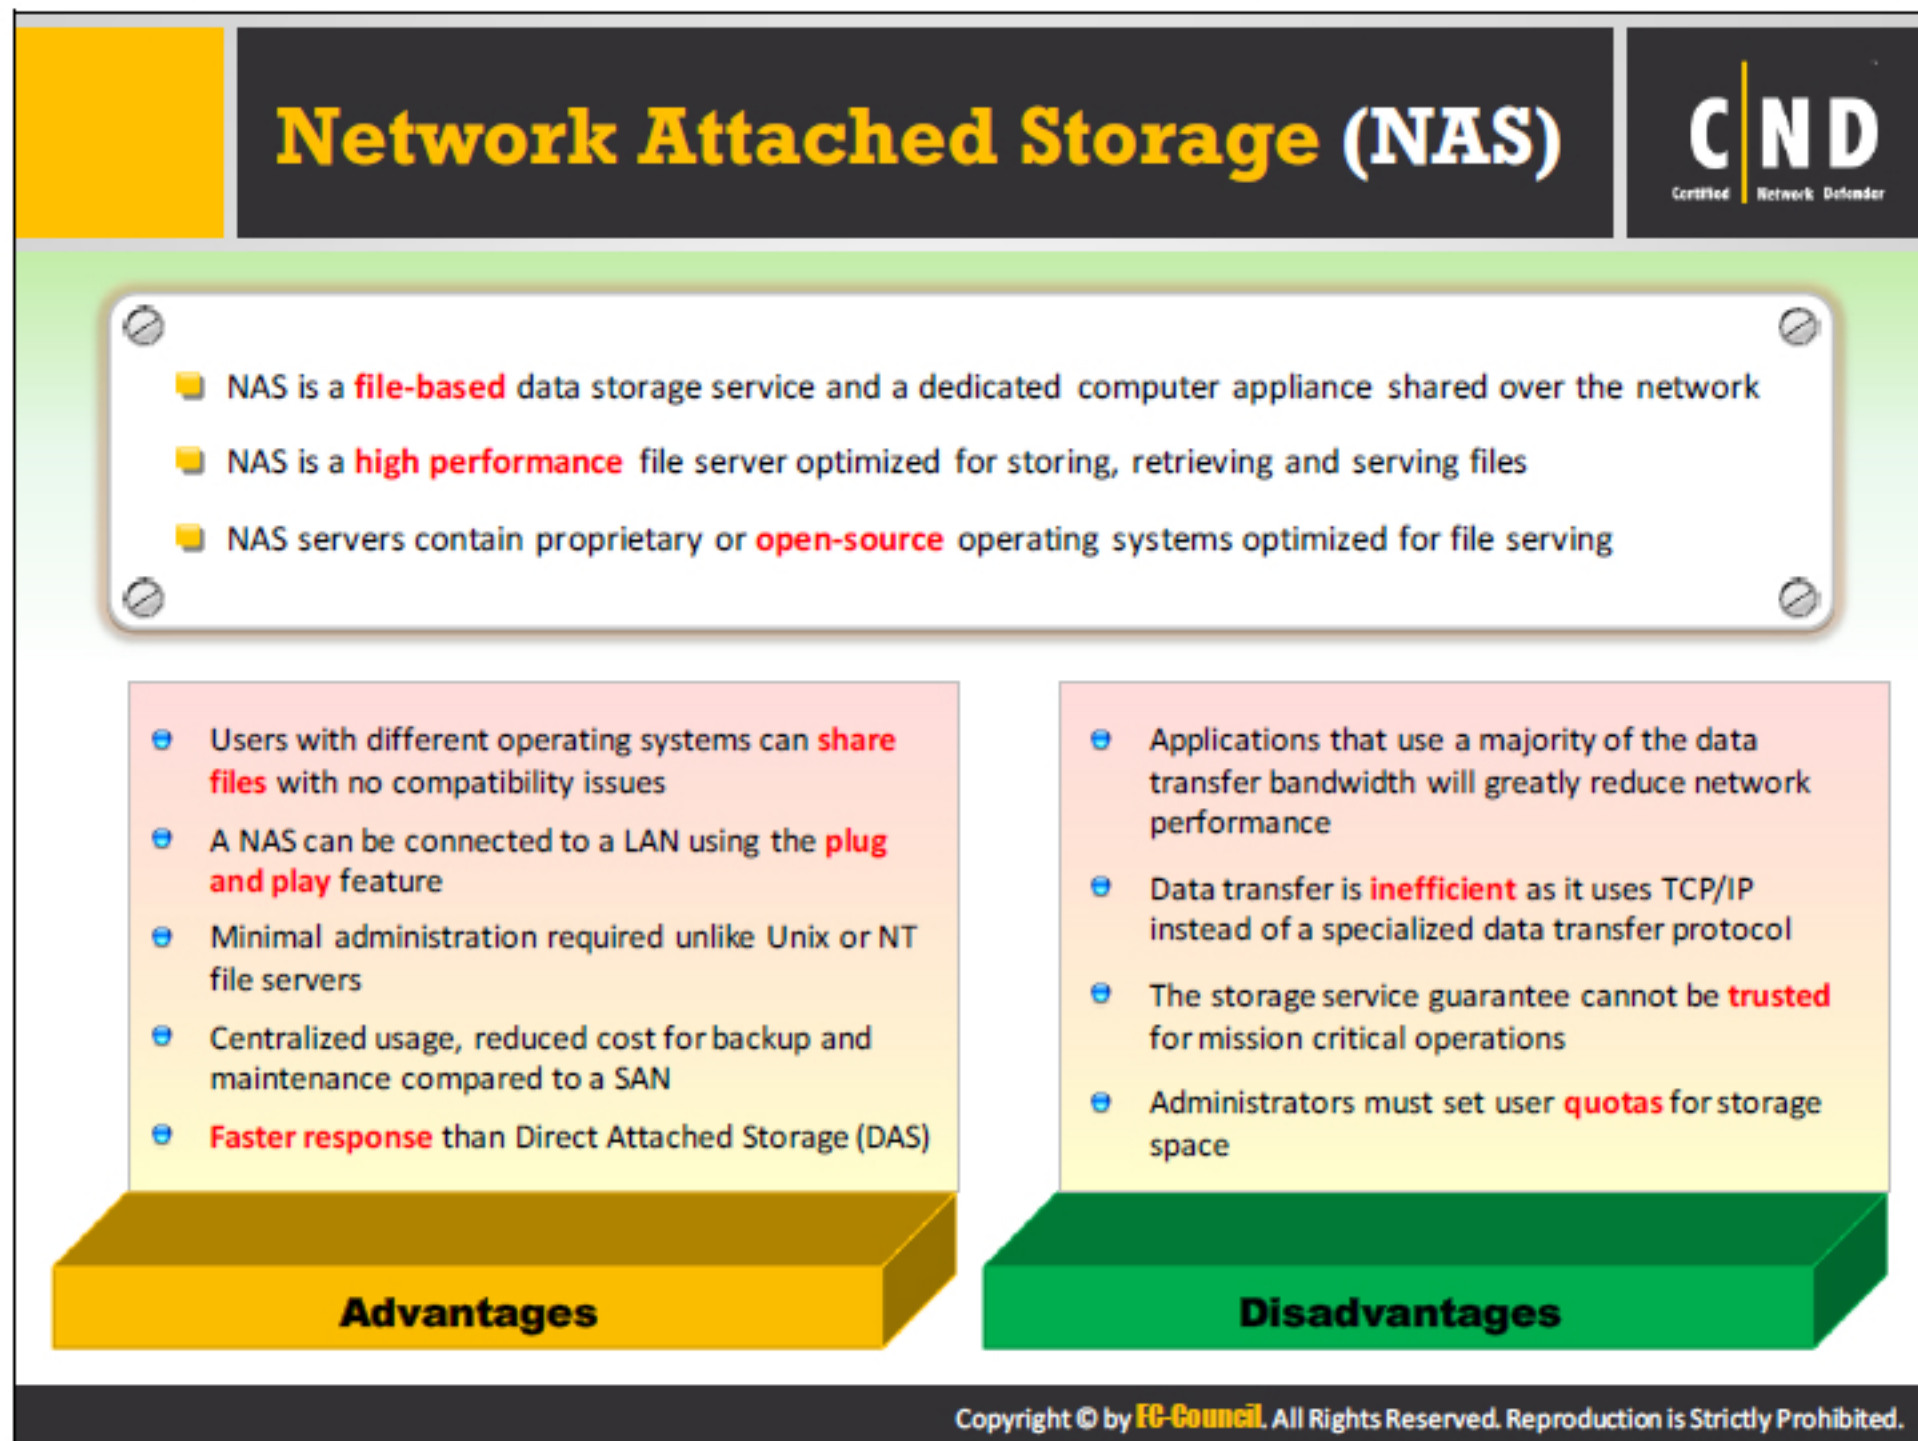 Network Attached Storage (NAS)
C|ND
Certified Network Defender
NAS is a file-based data storage service and a dedicated computer appliance shared over the network
NAS is a high performance file server optimized for storing, retrieving and serving files
NAS servers contain proprietary or open-source operating systems optimized for file serving
Users with different operating systems can share
files with no compatibility issues
A NAS can be connected to a LAN using the plug
and play feature
Minimal administration required unlike Unix or NT
file servers
Centralized usage, reduced cost for backup and
maintenance compared to a SAN
Faster response than Direct Attached Storage (DAS)
Advantages
Applications that use a majority of the data
transfer bandwidth will greatly reduce network
performance
Data transfer is inefficient as it uses TCP/IP
instead of a specialized data transfer protocol
The storage service guarantee cannot be trusted
for mission critical operations
Administrators must set user quotas for storage
space
Disadvantages
Copyright © by EC-Council. All Rights Reserved. Reproduction is Strictly Prohibited.